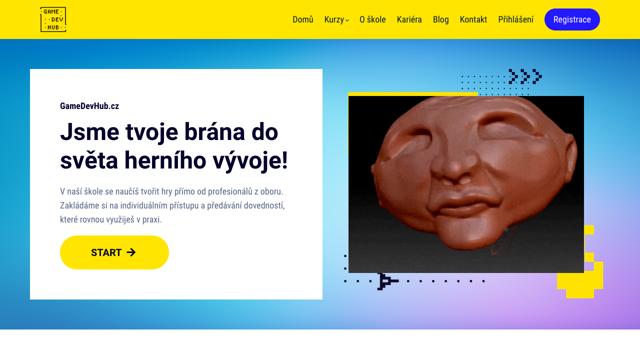 GAME
DEV
HUB
Domů
Kurzy
O škole
Kariéra
Blog
Kontakt
Přihlášení
Registrace
GameDevHub.cz
Jsme tvoje brána do
světa herního vývoje!
V naší škole se naučíš tvořit hry přímo od profesionálů z oboru.
Zakládáme si na individuálním přístupu a předávání dovedností,
které rovnou využiješ v praxi.
START